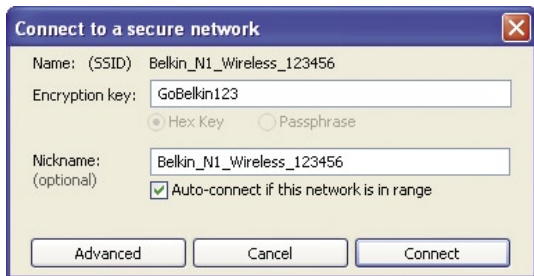 Connect to a secure network
Name: (SSID) Belkin_N1_Wireless_123456
Encryption key: GoBelkin123
Hex Key Passphrase
Nickname: Belkin_N1_Wireless_123456
(optional)
Auto-connect if this network is in range
Advanced Cancel Connect